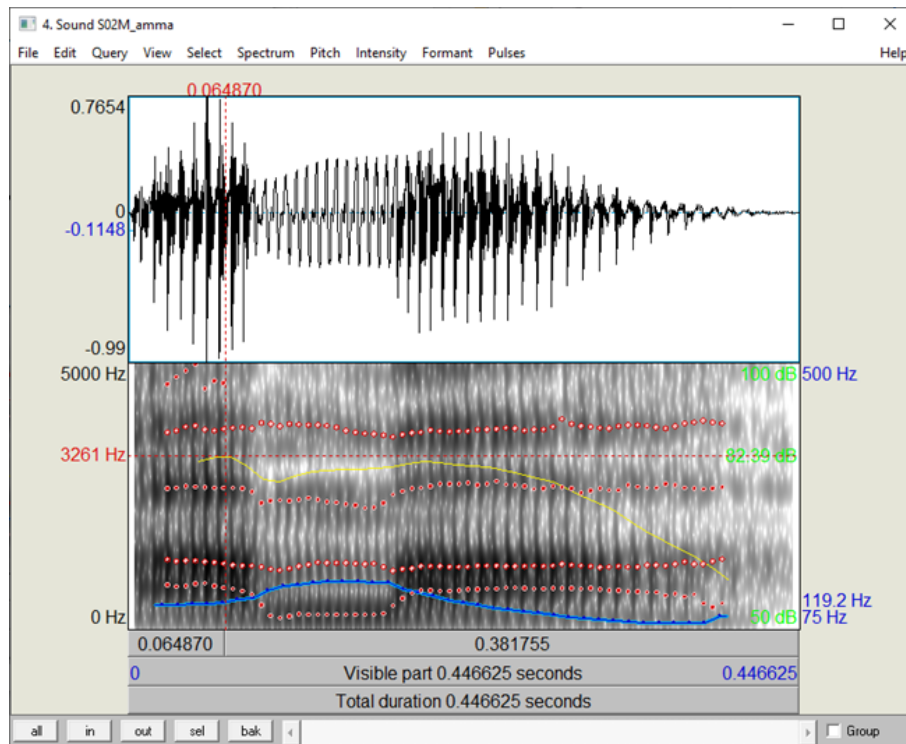 4. Sound S02M_amma
File Edit Query View Select Spectrum Pitch Intensity Formant Pulses Help
0.064870
0.7654
0
-0.1148
-0.99
5000 Hz 100 dB 500 Hz
3261 Hz 82.39 dB
119.2 Hz
0 Hz 50 dB 75 Hz
0.064870 0.381755
0 Visible part 0.446625 seconds 0.446625
Total duration 0.446625 seconds
all in out sel bak Group